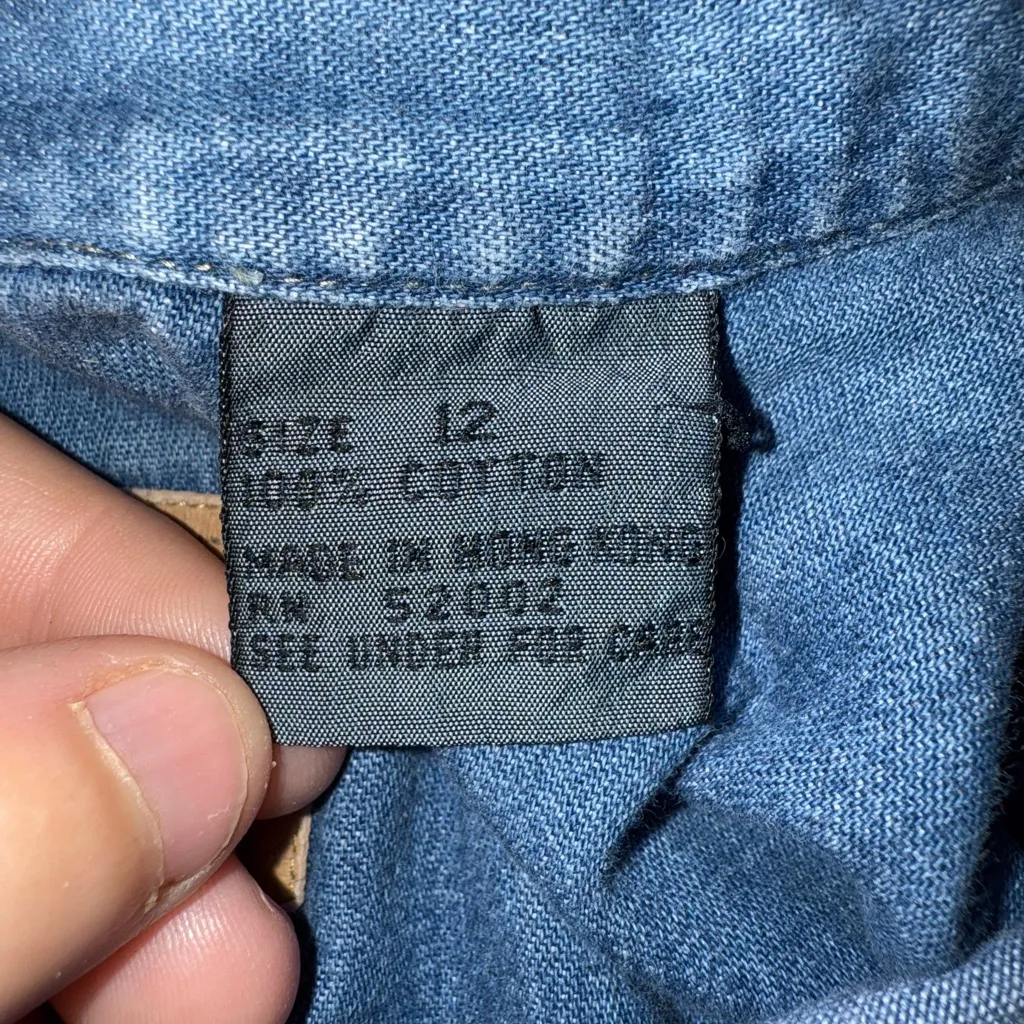 SIZE 12
100% COTTON
MADE IN HONG KONG
RN 52002
SEE UNDER FOR CARE